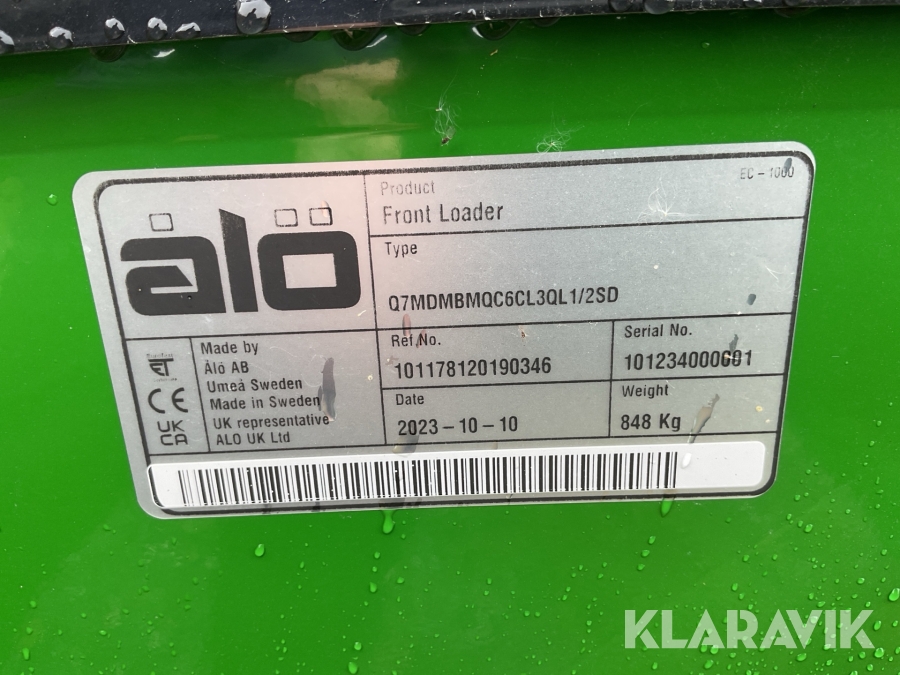 älö
Product
EC-1000
Front Loader
Type
Q7MDMBMQC6CL3QL1/2SD
Ref.No.
101178120190346
Serial No.
101234000601
Made by
Ålö AB
Umeå Sweden
Made in Sweden
UK representative
ALO UK Ltd
CE
UK
CA
Date
2023-10-10
Weight
848 Kg
KLARAVIK